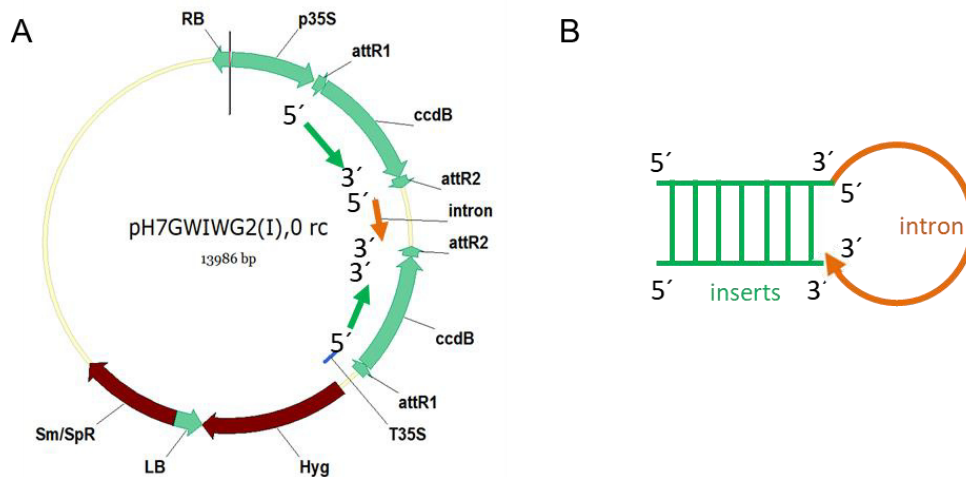 A
RB
p35S
attR1
ccdB
attR2
intron
attR2
ccdB
attR1
T35S
Hyg
LB
Sm/SpR
5´
3´
5´
3´
3´
5´
pH7GWIWG2(I),0 rc
13986 bp
B
5´ 3´
5´
intron
3´
5´ inserts 3´